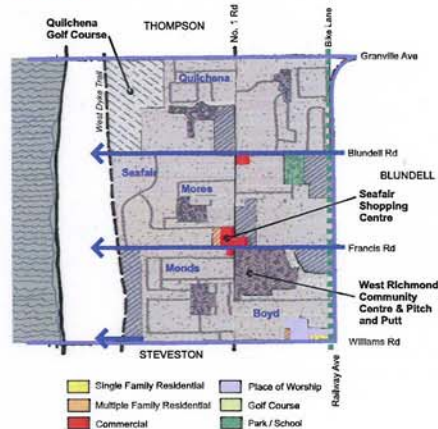 THOMPSON
No. 1 Rd
Bike Lane
Quilchena
Golf Course
Granville Ave
Quilchena
West Dyke Trail
Blundell Rd
Seafair
BLUNDELL
Mores
Seafair
Shopping
Centre
Francis Rd
Monds
West Richmond
Community
Centre & Pitch
and Putt
Boyd
Williams Rd
STEVESTON
Railway Ave
Single Family Residential
Multiple Family Residential
Commercial
Place of Worship
Golf Course
Park / School